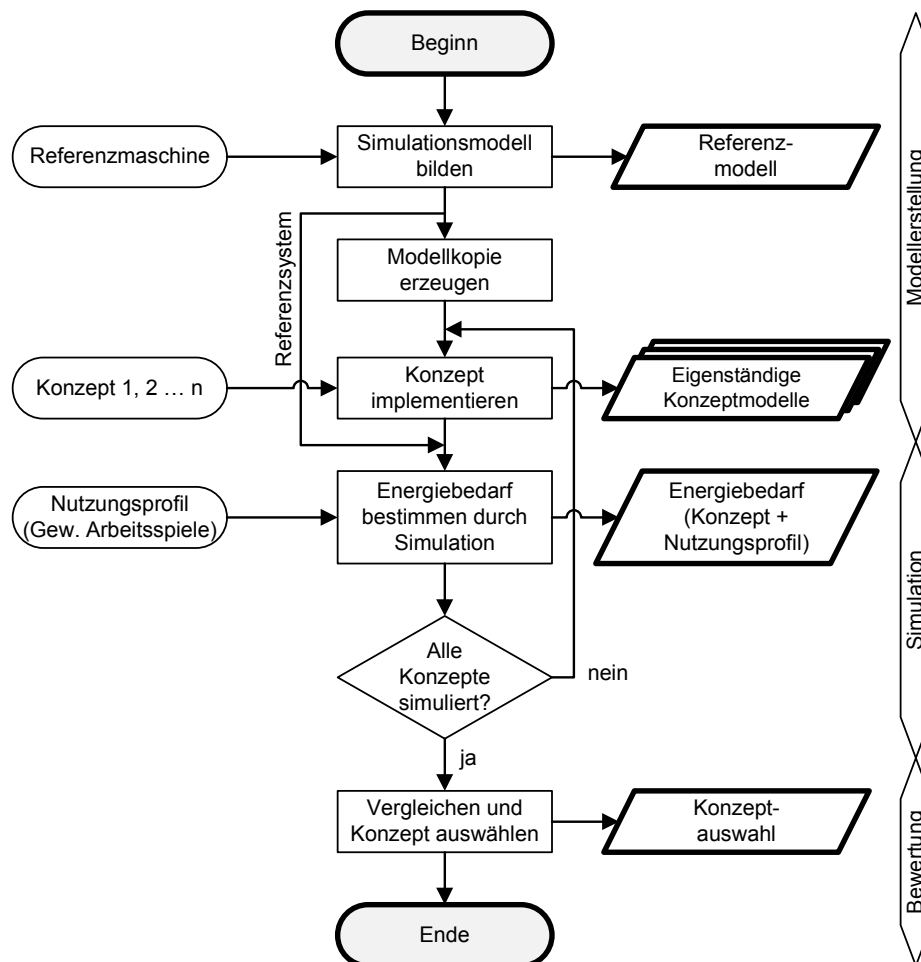 Beginn
Referenzmaschine
Simulationsmodell
bilden
Referenz-
modell
Modellerstellung
Referenzsystem
Modellkopie
erzeugen
Konzept 1, 2 … n
Konzept
implementieren
Eigenständige
Konzeptmodelle
Nutzungsprofil
(Gew. Arbeitsspiele)
Energiebedarf
bestimmen durch
Simulation
Energiebedarf
(Konzept +
Nutzungsprofil)
Simulation
Alle
Konzepte
simuliert?
nein
ja
Vergleichen und
Konzept auswählen
Konzept-
auswahl
Bewertung
Ende